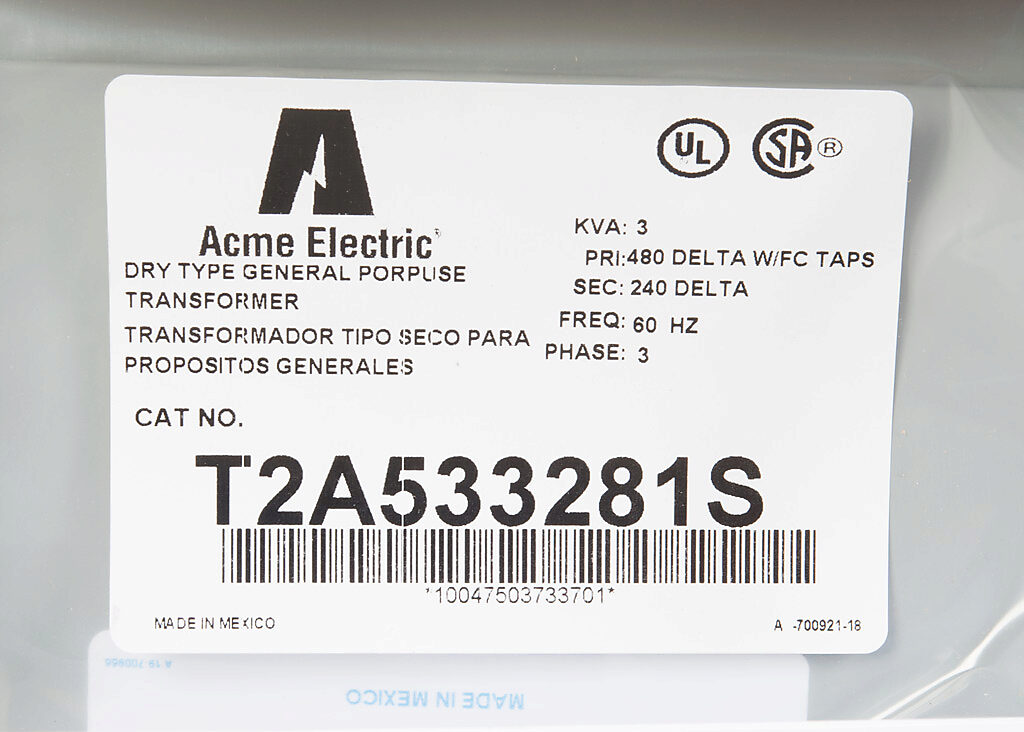 UL
SA ®
Acme Electric
DRY TYPE GENERAL PORPUSE
TRANSFORMER
TRANSFORMADOR TIPO SECO PARA
PROPOSITOS GENERALES
KVA: 3
PRI:480 DELTA W/FC TAPS
SEC: 240 DELTA
FREQ: 60 HZ
PHASE: 3
CAT NO.
T2A533281S
*10047503733701*
MADE IN MEXICO
A -700921-18
MADE IN MEXICO